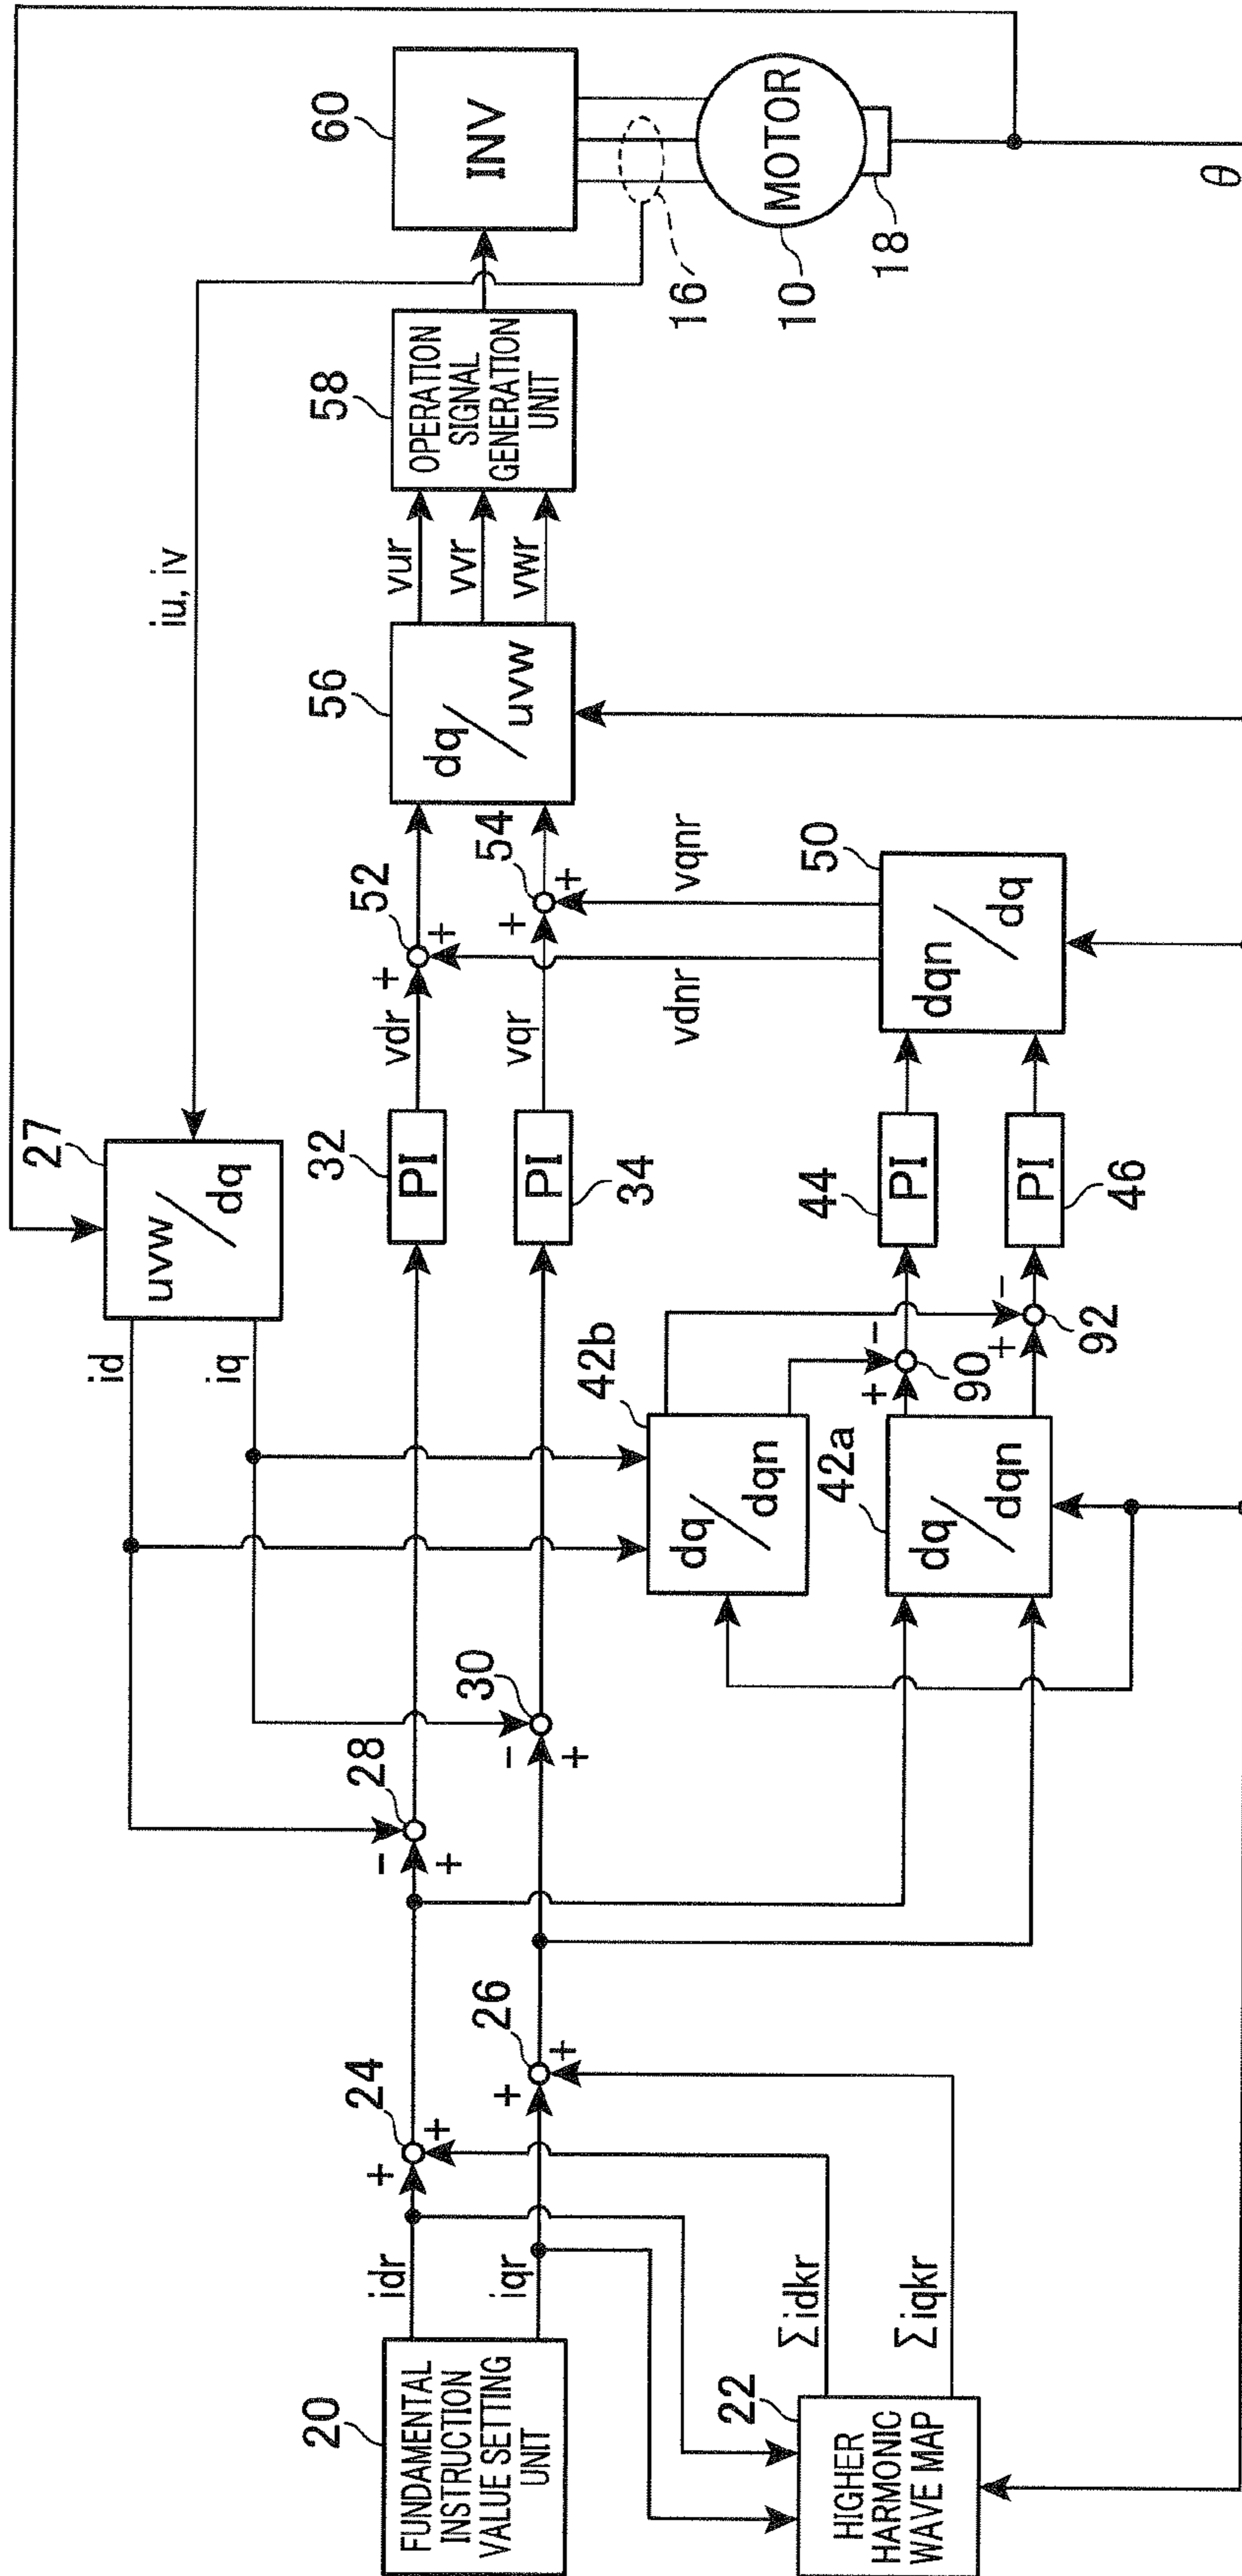 20
FUNDAMENTAL
INSTRUCTION
VALUE SETTING
UNIT
idr
iqr
22
HIGHER
HARMONIC
WAVE MAP
Σidkr
Σiqkr
24
+
+
26
+
+
28
−
+
30
−
+
id
iq
27
uvw/dq
iu, iv
42b
dq/dqn
42a
dq/dqn
90
+
−
92
+
−
32
PI
34
PI
44
PI
46
PI
vdr
vqr
52
+
+
54
+
+
vdnr
vqnr
50
dqn/dq
56
dq/uvw
vur
vvr
vwr
58
OPERATION
SIGNAL
GENERATION
UNIT
60
INV
16
MOTOR
10
18
θ